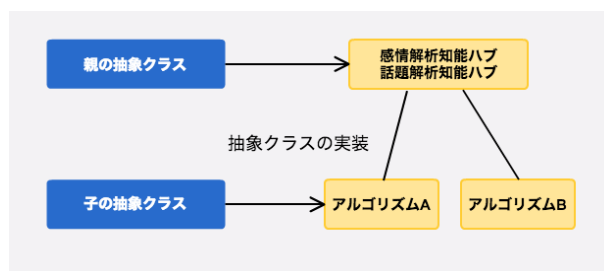 親の抽象クラス
感情解析知能ハブ
話題解析知能ハブ
抽象クラスの実装
子の抽象クラス
アルゴリズムA
アルゴリズムB